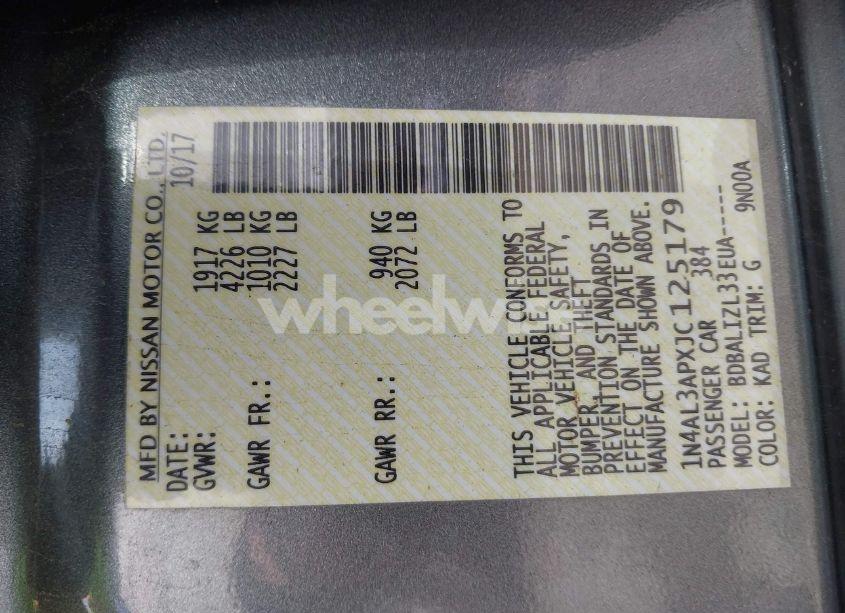 MFD BY NISSAN MOTOR CO., LTD.
DATE: 10/17
GVWR: 1917 KG
4226 LB
GAWR FR.: 1010 KG
2227 LB
GAWR RR.: 940 KG
2072 LB
THIS VEHICLE CONFORMS TO
ALL APPLICABLE FEDERAL
MOTOR VEHICLE SAFETY,
BUMPER, AND THEFT
PREVENTION STANDARDS IN
EFFECT ON THE DATE OF
MANUFACTURE SHOWN ABOVE.
1N4AL3APXJC125179
PASSENGER CAR 384
MODEL: BDBALIZL33EUA-----
COLOR: KAD TRIM: G 9N00A